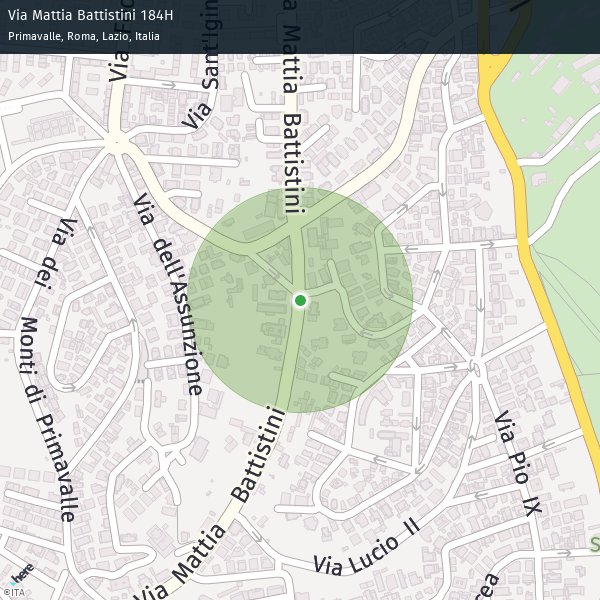 Via Mattia Battistini 184H
Primavalle, Roma, Lazio, Italia
Via Sant'Igin
Via Mattia Battistini
Via dell'Assunzione
Via dei Monti di Primavalle
Via Mattia Battistini
Via Pio IX
Via Lucio II
here
©ITA